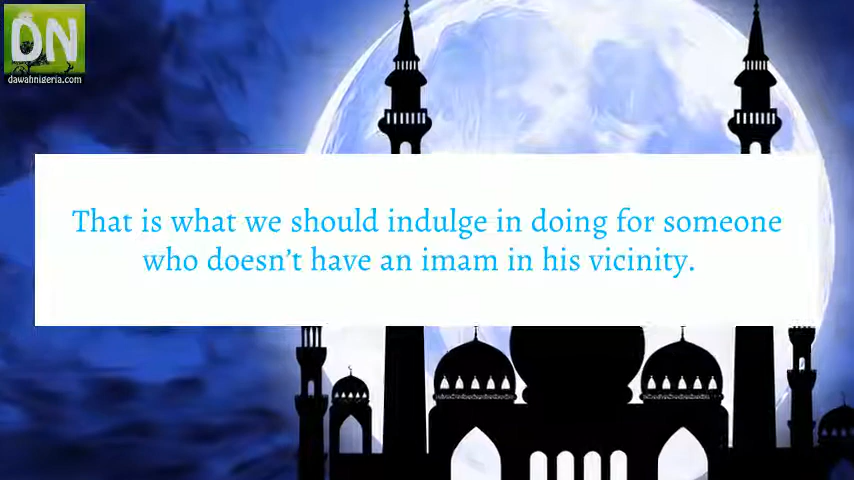 DN
dawahnigeria.com
That is what we should indulge in doing for someone
who doesn't have an imam in his vicinity.